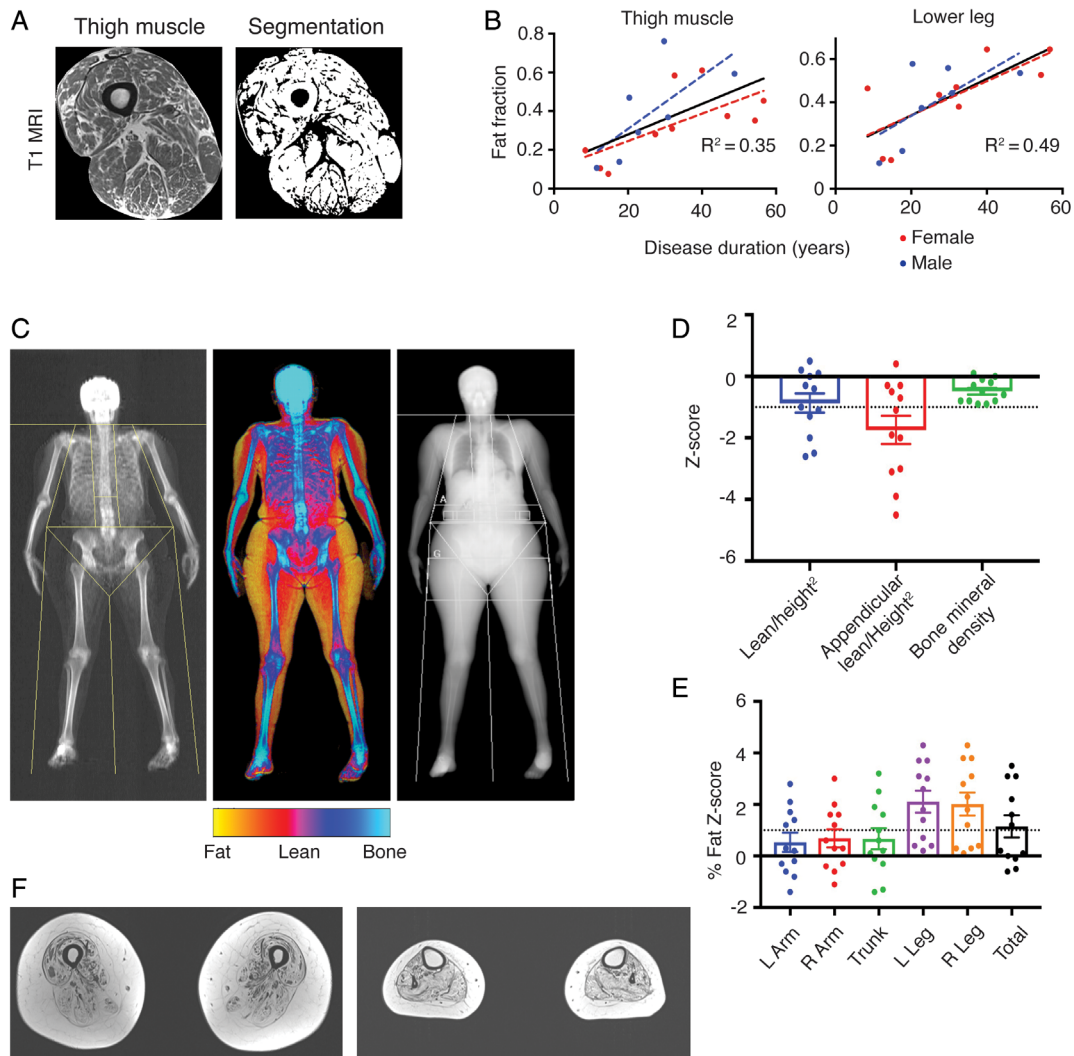 A
Thigh muscle
Segmentation
T1 MRI
B
Thigh muscle
Lower leg
Fat fraction
0.8
0.6
0.4
0.2
0
0
20
40
60
R² = 0.35
0.6
0.4
0.2
0
0
20
40
60
R² = 0.49
Disease duration (years)
Female
Male
C
A
G
Fat
Lean
Bone
D
Z-score
2
0
-2
-4
-6
Lean/height²
Appendicular
lean/Height²
Bone mineral
density
E
% Fat Z-score
6
4
2
0
-2
L Arm
R Arm
Trunk
L Leg
R Leg
Total
F